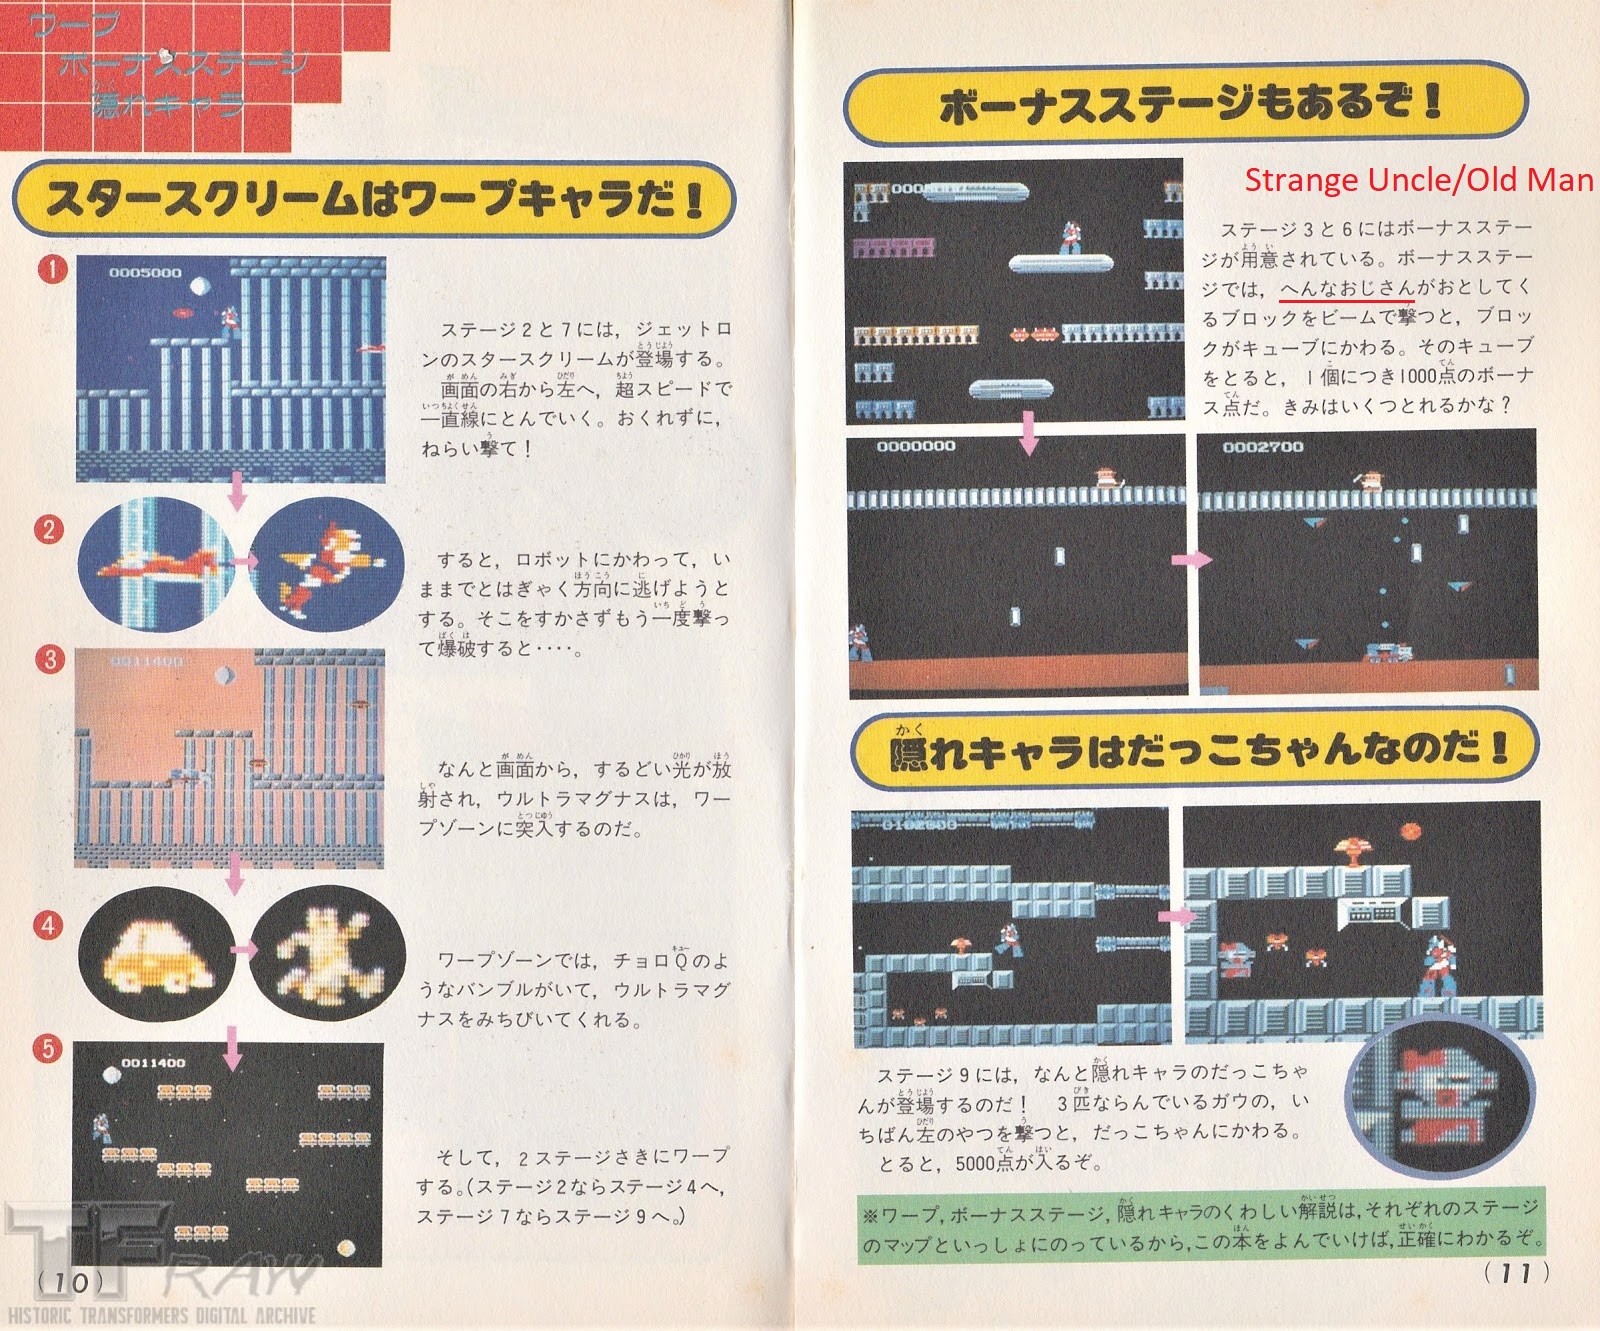 ワープ
ボーナスステージ
隠れキャラ
スタースクリームはワープキャラだ!
1
0005000
ステージ2と7には，ジェットロ
ンのスタースクリームが登場する。
画面の右から左へ，超スピードで
一直線にとんでいく。おくれずに，
ねらい撃て!
2
すると，ロボットにかわって，い
ままでとはぎゃく方向に逃げようと
する。そこをすかさずもう一度撃っ
て爆破すると‥‥。
3
0011400
なんと画面から，するどい光が放
射され，ウルトラマグナスは，ワー
プゾーンに突入するのだ。
4
ワープゾーンでは，チョロQのよ
うなバンブルがいて，ウルトラマグ
ナスをみちびいてくれる。
5
0011400
そして，2ステージさきにワープ
する。(ステージ2ならステージ4へ，
ステージ7ならステージ9へ。)
(10)
TFRAW
HISTORIC TRANSFORMERS DIGITAL ARCHIVE
ボーナスステージもあるぞ!
Strange Uncle/Old Man
ステージ3と6にはボーナスステー
ジが用意されている。ボーナスステー
ジでは，へんなおじさんがおとしてく
るブロックをビームで撃つと，ブロッ
クがキューブにかわる。そのキューブ
をとると，1個につき1000点のボーナ
ス点だ。きみはいくつとれるかな?
0000000
0002700
隠れキャラはだっこちゃんなのだ!
ステージ9には，なんと隠れキャラのだっこちゃ
んが登場するのだ! 3匹ならんでいるガウの，い
ちばん左のやつを撃つと，だっこちゃんにかわる。
とると，5000点が入るぞ。
※ワープ，ボーナスステージ，隠れキャラのくわしい解説は，それぞれのステージ
のマップといっしょにのっているから，この本をよんでいけば，正確にわかるぞ。
(11)